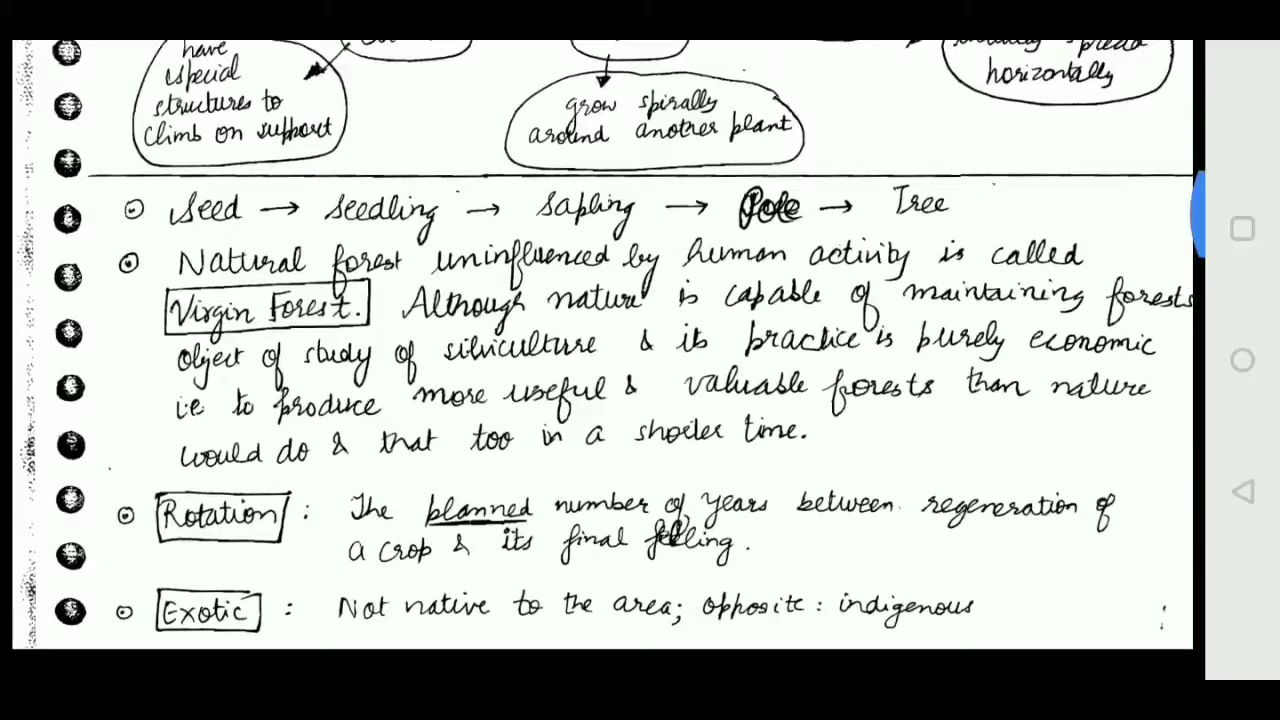 have
special
structures to
climb on support
grow spirally
around another plant
spread
horizontally
⊙ Seed → Seedling → Sapling → Pole → Tree
⊙ Natural forest uninfluenced by human activity is called
Virgin Forest. Although nature is capable of maintaining forests
object of study of silviculture & its practice is purely economic
i.e to produce more useful & valuable forests than nature
would do & that too in a shorter time.
⊙ Rotation : The planned number of years between regeneration of
a crop & its final felling.
⊙ Exotic : Not native to the area; opposite : indigenous